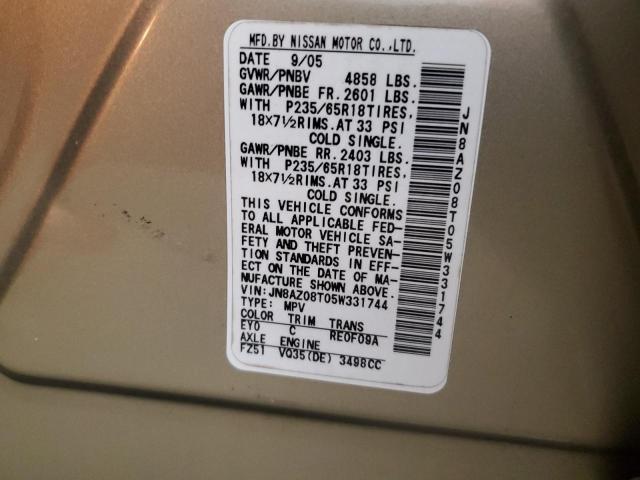 MFD.BY NISSAN MOTOR CO.,LTD.
DATE 9/05
GVWR/PNBV 4858 LBS.
GAWR/PNBE FR.2601 LBS.
WITH P235/65R18TIRES,
18X7½RIMS.AT 33 PSI
COLD SINGLE.
GAWR/PNBE RR.2403 LBS.
WITH P235/65R18TIRES,
18X7½RIMS.AT 33 PSI
COLD SINGLE.
THIS VEHICLE CONFORMS
TO ALL APPLICABLE FED-
ERAL MOTOR VEHICLE SA-
FETY AND THEFT PREVEN-
TION STANDARDS IN EFF-
ECT ON THE DATE OF MA-
NUFACTURE SHOWN ABOVE.
VIN:JN8AZ08T05W331744
TYPE: MPV
COLOR TRIM TRANS
EY0 C RE0F09A
AXLE ENGINE
FZ51 VQ35(DE) 3498CC
JN8AZ08T05W331744